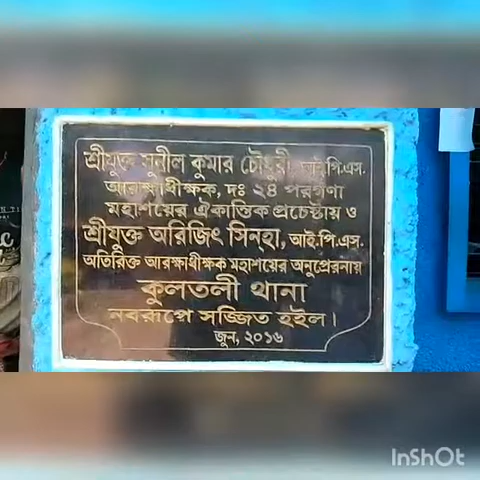 শ্রীযুক্ত সুনীল কুমার চৌধুরী, আই.পি.এস.
আরক্ষাধীক্ষক, দঃ ২৪ পরগণা
মহাশয়ের ঐকান্তিক প্রচেষ্টায় ও
শ্রীযুক্ত অরিজিৎ সিনহা, আই.পি.এস.
অতিরিক্ত আরক্ষাধীক্ষক মহাশয়ের অনুপ্রেরনায়
কুলতলী থানা
নবরূপে সজ্জিত হইল।
জুন, ২০১৬
InShOt